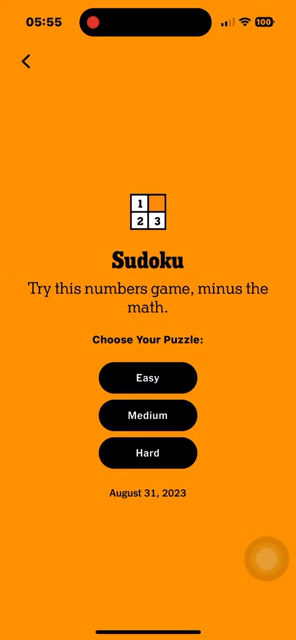 05:55
100
1
2 3
Sudoku
Try this numbers game, minus the
math.
Choose Your Puzzle:
Easy
Medium
Hard
August 31, 2023